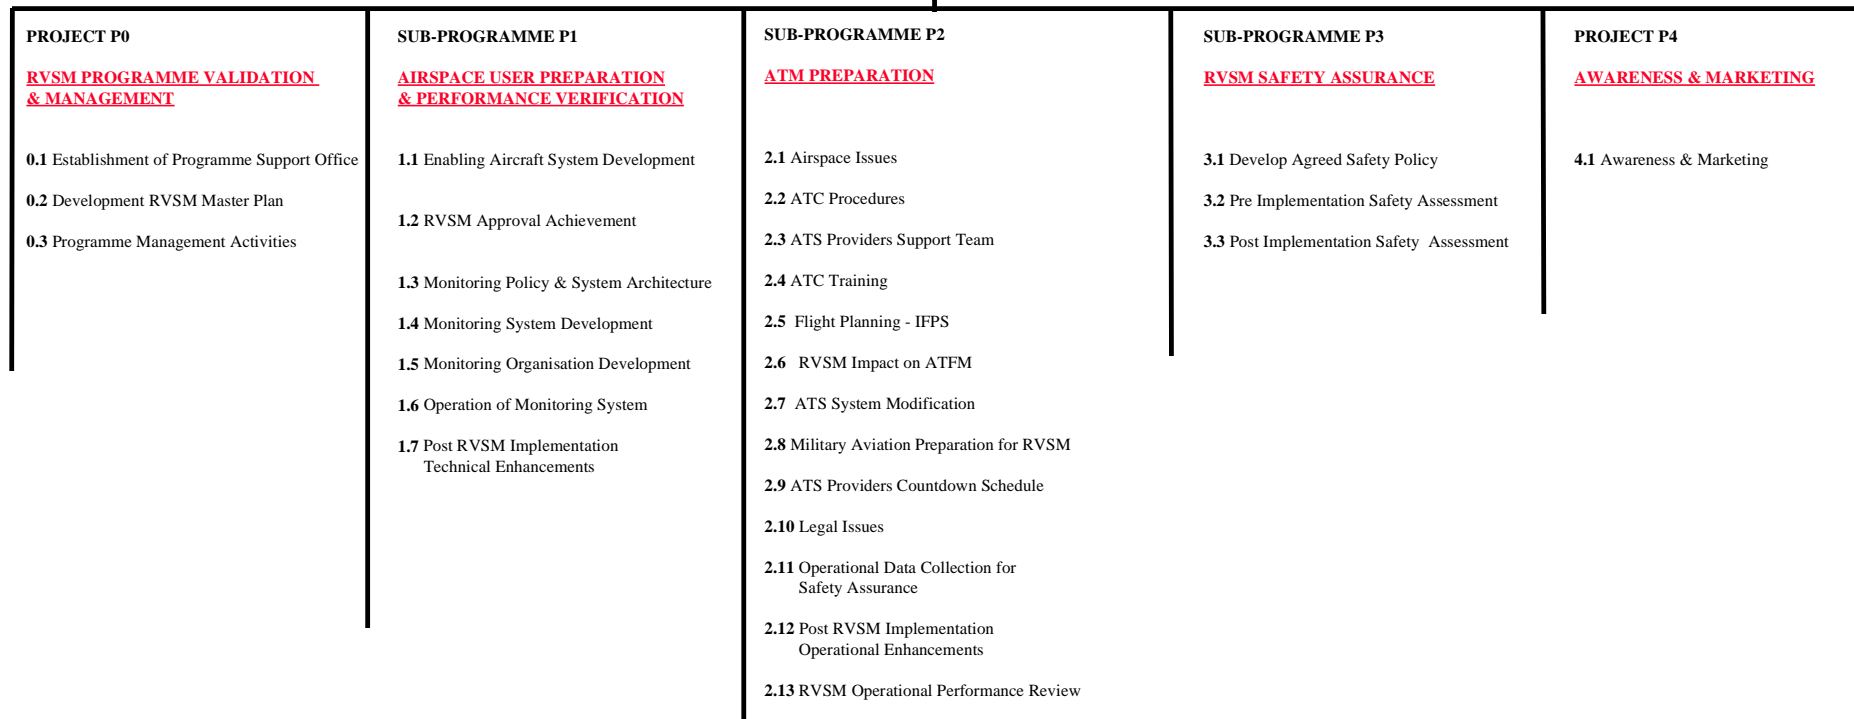 PROJECT P0
RVSM PROGRAMME VALIDATION
& MANAGEMENT
0.1 Establishment of Programme Support Office
0.2 Development RVSM Master Plan
0.3 Programme Management Activities
SUB-PROGRAMME P1
AIRSPACE USER PREPARATION
& PERFORMANCE VERIFICATION
1.1 Enabling Aircraft System Development
1.2 RVSM Approval Achievement
1.3 Monitoring Policy & System Architecture
1.4 Monitoring System Development
1.5 Monitoring Organisation Development
1.6 Operation of Monitoring System
1.7 Post RVSM Implementation
Technical Enhancements
SUB-PROGRAMME P2
ATM PREPARATION
2.1 Airspace Issues
2.2 ATC Procedures
2.3 ATS Providers Support Team
2.4 ATC Training
2.5 Flight Planning - IFPS
2.6 RVSM Impact on ATFM
2.7 ATS System Modification
2.8 Military Aviation Preparation for RVSM
2.9 ATS Providers Countdown Schedule
2.10 Legal Issues
2.11 Operational Data Collection for
Safety Assurance
2.12 Post RVSM Implementation
Operational Enhancements
2.13 RVSM Operational Performance Review
SUB-PROGRAMME P3
RVSM SAFETY ASSURANCE
3.1 Develop Agreed Safety Policy
3.2 Pre Implementation Safety Assessment
3.3 Post Implementation Safety Assessment
PROJECT P4
AWARENESS & MARKETING
4.1 Awareness & Marketing